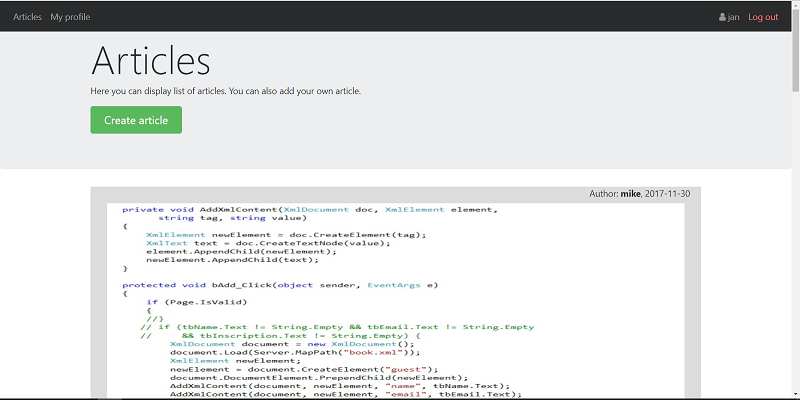 Articles My profile jan Log out
Articles
Here you can display list of articles. You can also add your own article.
Create article
Author: mike, 2017-11-30
private void AddXmlContent(XmlDocument doc, XmlElement element,
string tag, string value)
{
XmlElement newElement = doc.CreateElement(tag);
XmlText text = doc.CreateTextNode(value);
element.AppendChild(newElement);
newElement.AppendChild(text);
}
protected void bAdd_Click(object sender, EventArgs e)
{
if (Page.IsValid)
{
//}
// if (tbName.Text != String.Empty && tbEmail.Text != String.Empty
// && tbInscription.Text != String.Empty) {
XmlDocument document = new XmlDocument();
document.Load(Server.MapPath("book.xml"));
XmlElement newElement;
newElement = document.CreateElement("guest");
document.DocumentElement.PrependChild(newElement);
AddXmlContent(document, newElement, "name", tbName.Text);
AddXmlContent(document, newElement, "email", tbEmail.Text);